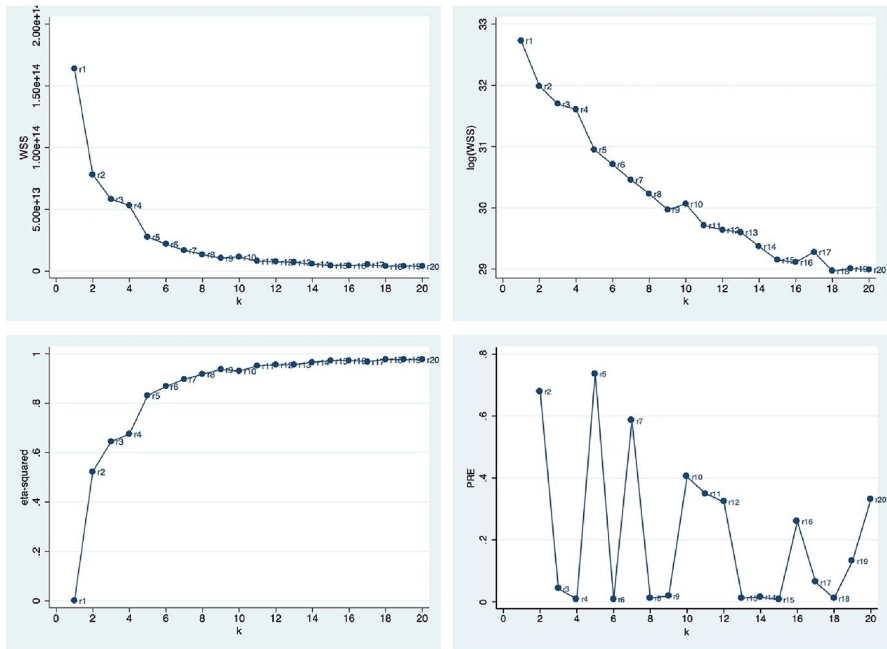 WSS
2.00e+14
1.50e+14
1.00e+14
5.00e+13
0
r1
r2
r3
r4
r5
r6
r7
r8
r9
r10
r11
r12
r13
r14
r15
r16
r17
r18
r19
r20
0 2 4 6 8 10 12 14 16 18 20
k
log(WSS)
33
32
31
30
29
r1
r2
r3
r4
r5
r6
r7
r8
r9
r10
r11
r12
r13
r14
r15
r16
r17
r18
r19
r20
0 2 4 6 8 10 12 14 16 18 20
k
eta-squared
1
.8
.6
.4
.2
0
r1
r2
r3
r4
r5
r6
r7
r8
r9
r10
r11
r12
r13
r14
r15
r16
r17
r18
r19
r20
0 2 4 6 8 10 12 14 16 18 20
k
PRE
.8
.6
.4
.2
0
r2
r3
r4
r5
r6
r7
r8
r9
r10
r11
r12
r13
r14
r15
r16
r17
r18
r19
r20
0 2 4 6 8 10 12 14 16 18 20
k